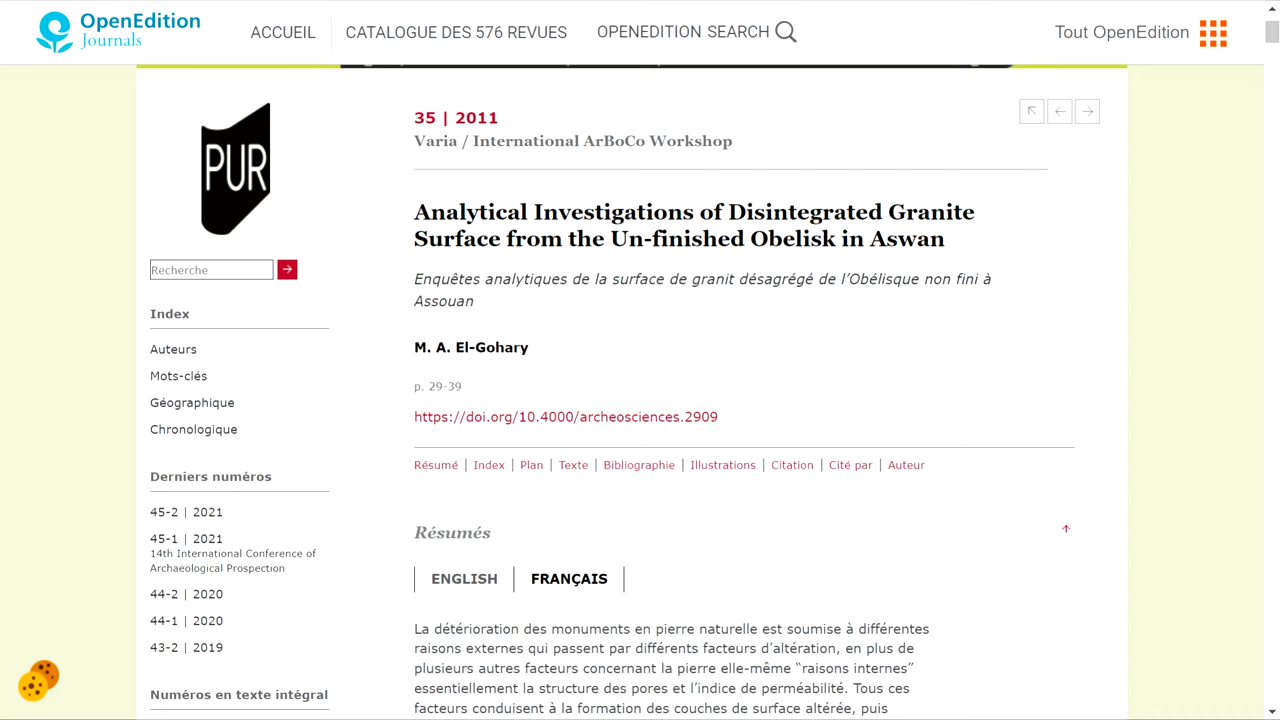 OpenEdition
Journals
ACCUEIL
CATALOGUE DES 576 REVUES
OPENEDITION SEARCH
Tout OpenEdition
PUR
Recherche
Index
Auteurs
Mots-clés
Géographique
Chronologique
Derniers numéros
45-2 | 2021
45-1 | 2021
14th International Conference of
Archaeological Prospection
44-2 | 2020
44-1 | 2020
43-2 | 2019
Numéros en texte intégral
35 | 2011
Varia / International ArBoCo Workshop
Analytical Investigations of Disintegrated Granite
Surface from the Un-finished Obelisk in Aswan
Enquêtes analytiques de la surface de granit désagrégé de l’Obélisque non fini à
Assouan
M. A. El-Gohary
p. 29-39
https://doi.org/10.4000/archeosciences.2909
Résumé | Index | Plan | Texte | Bibliographie | Illustrations | Citation | Cité par | Auteur
Résumés
ENGLISH
FRANÇAIS
La détérioration des monuments en pierre naturelle est soumise à différentes
raisons externes qui passent par différents facteurs d’altération, en plus de
plusieurs autres facteurs concernant la pierre elle-même “raisons internes”
essentiellement la structure des pores et l’indice de perméabilité. Tous ces
facteurs conduisent à la formation des couches de surface altérée, puis